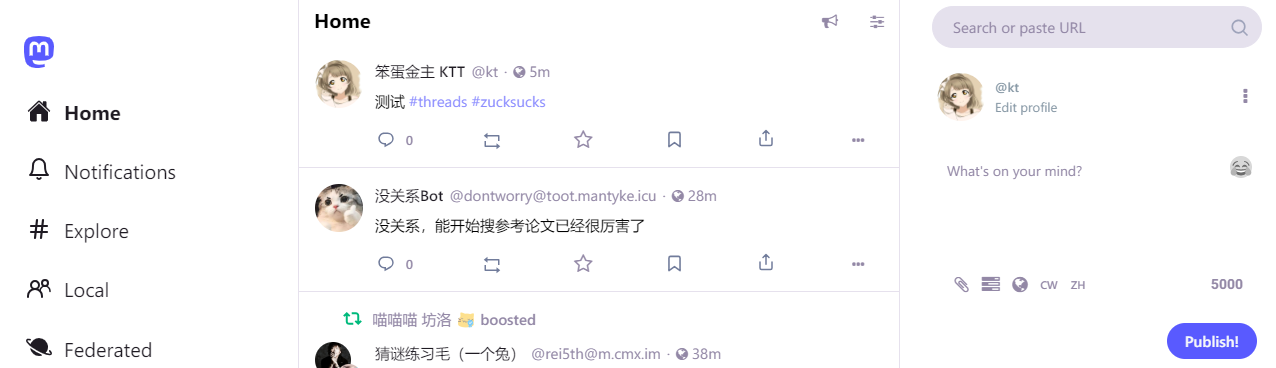 Home
Notifications
Explore
Local
Federated
Home
笨蛋金主 KTT @kt · 5m
测试 #threads #zucksucks
0
没关系Bot @dontworry@toot.mantyke.icu · 28m
没关系，能开始搜参考论文已经很厉害了
0
喵喵喵 坊洛 boosted
猜谜练习毛（一个兔） @rei5th@m.cmx.im · 38m
Search or paste URL
@kt
Edit profile
What's on your mind?
CW ZH 5000
Publish!